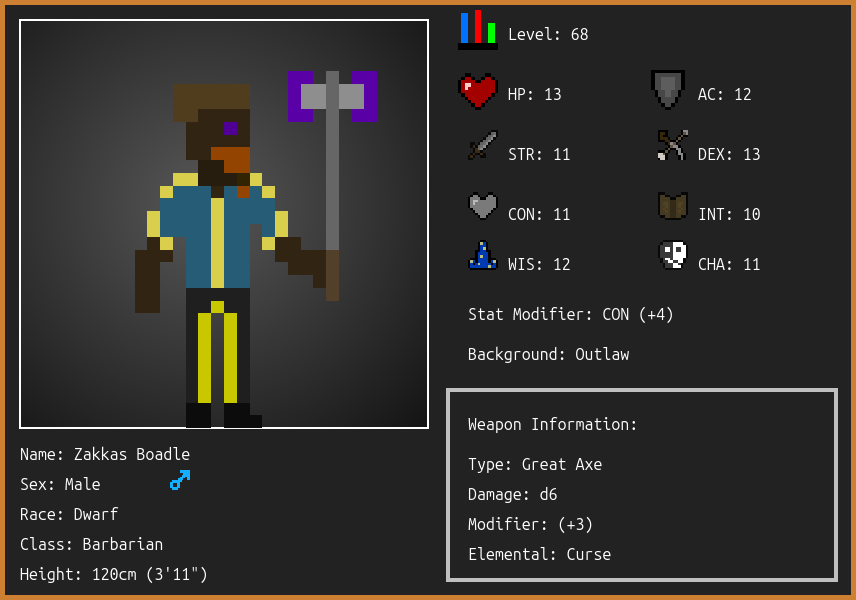 Level: 68
HP: 13
AC: 12
STR: 11
DEX: 13
CON: 11
INT: 10
WIS: 12
CHA: 11
Stat Modifier: CON (+4)
Background: Outlaw
Weapon Information:
Type: Great Axe
Damage: d6
Modifier: (+3)
Elemental: Curse
Name: Zakkas Boadle
Sex: Male
Race: Dwarf
Class: Barbarian
Height: 120cm (3'11")